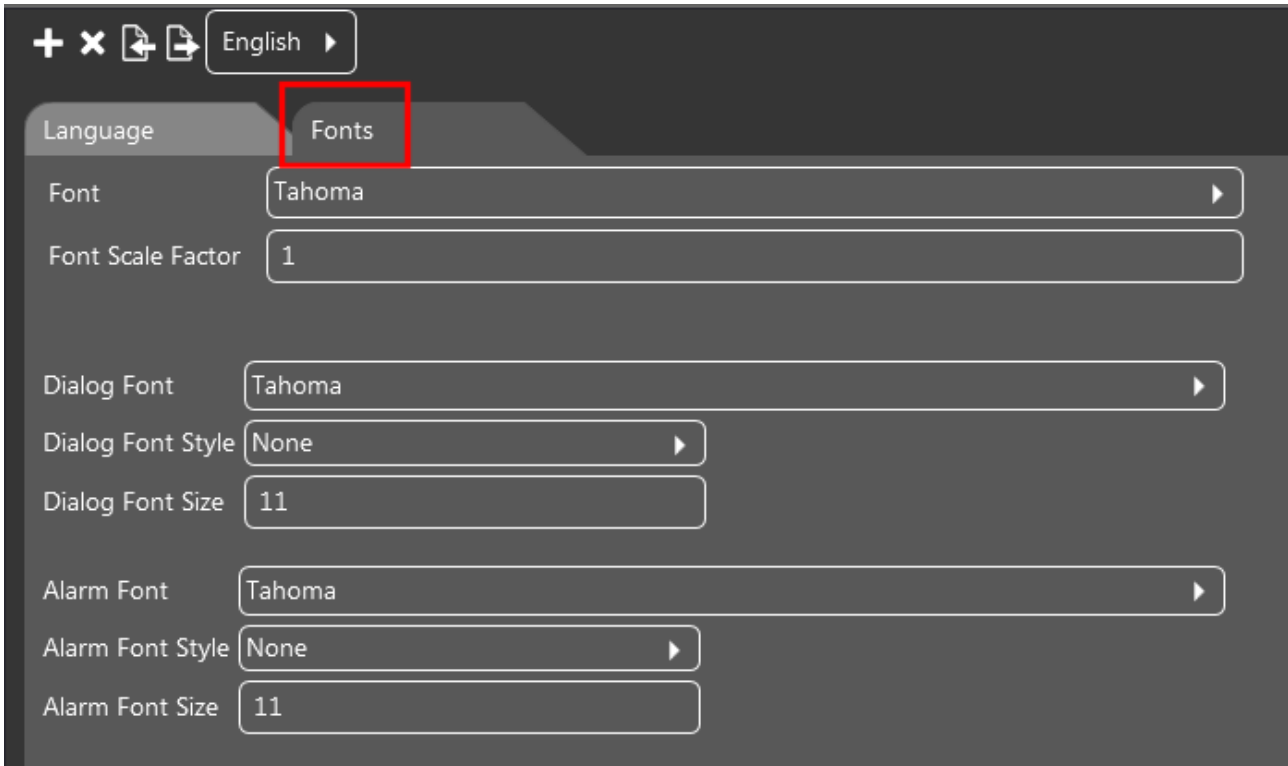 English
Language Fonts
Font Tahoma
Font Scale Factor 1
Dialog Font Tahoma
Dialog Font Style None
Dialog Font Size 11
Alarm Font Tahoma
Alarm Font Style None
Alarm Font Size 11